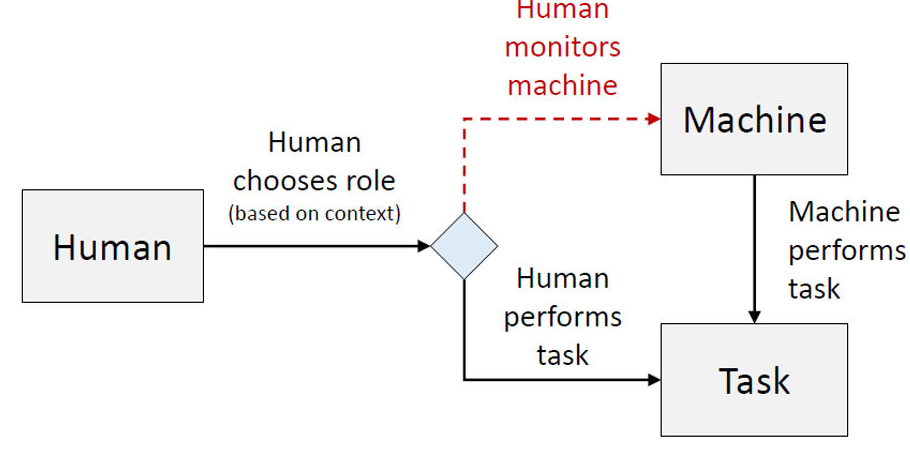 Human
monitors
machine
Machine
Human
chooses role
(based on context)
Human
Machine
performs
task
Human
performs
task
Task